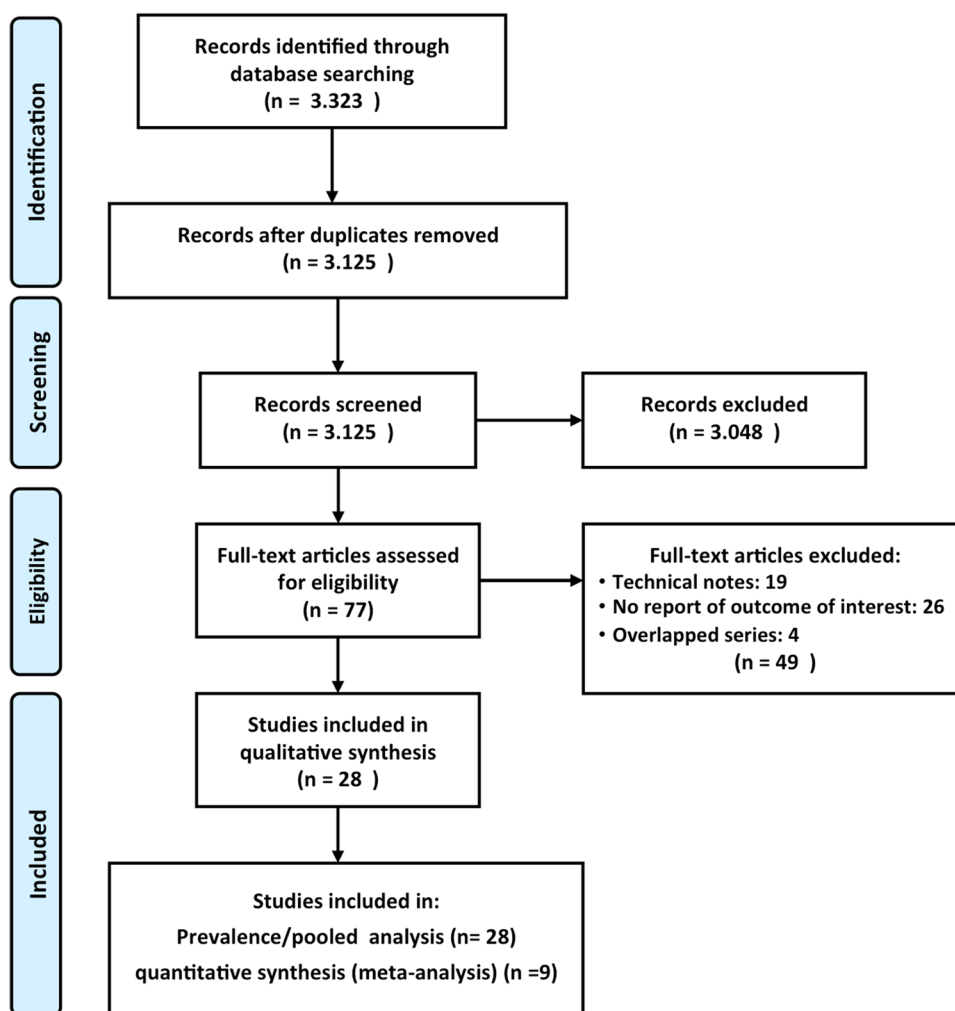 Identification
Records identified through
database searching
(n = 3.323 )
Records after duplicates removed
(n = 3.125 )
Screening
Records screened
(n = 3.125 )
Records excluded
(n = 3.048 )
Eligibility
Full-text articles assessed
for eligibility
(n = 77)
Full-text articles excluded:
• Technical notes: 19
• No report of outcome of interest: 26
• Overlapped series: 4
(n = 49 )
Included
Studies included in
qualitative synthesis
(n = 28 )
Studies included in:
Prevalence/pooled analysis (n= 28)
quantitative synthesis (meta-analysis) (n =9)